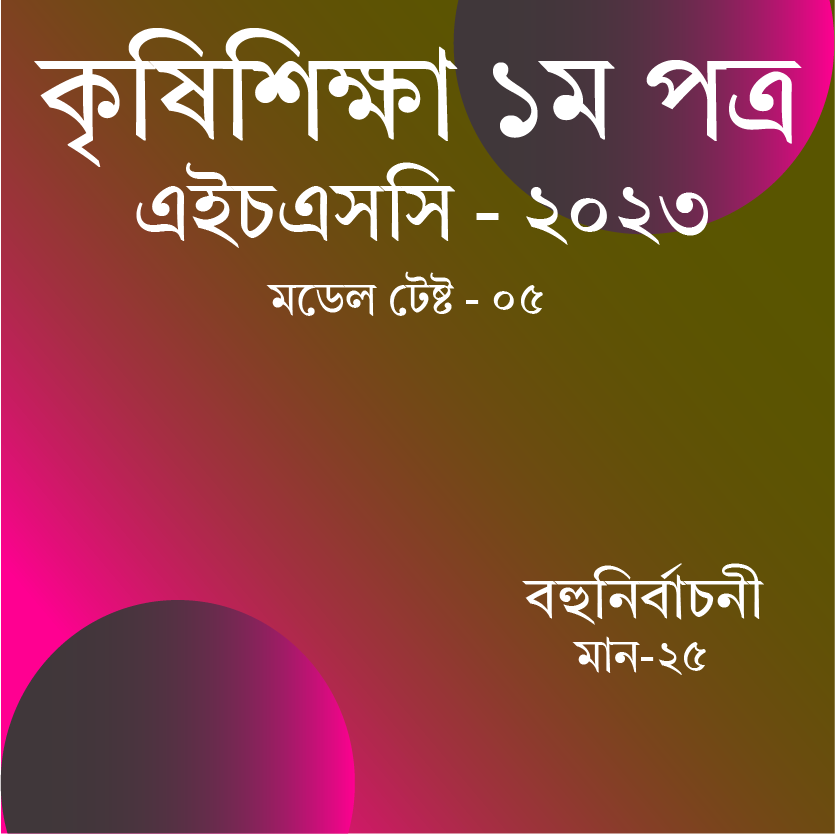 কৃষিশিক্ষা ১ম পত্র
এইচএসসি - ২০২৩
মডেল টেষ্ট - ০৫
বহুনির্বাচনী
মান-২৫